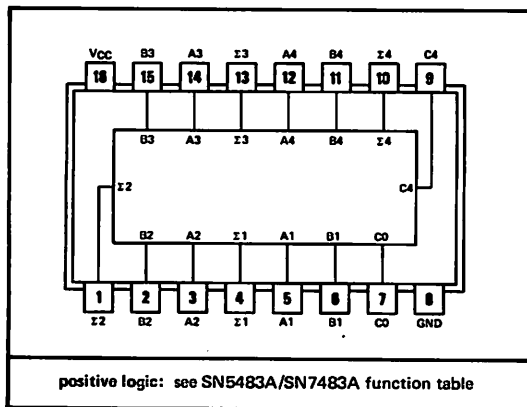 VCC B3 A3 Σ3 A4 B4 Σ4 C4
16 15 14 13 12 11 10 9
B3 A3 Σ3 A4 B4 Σ4
Σ2 C4
B2 A2 Σ1 A1 B1 C0
1 2 3 4 5 6 7 8
Σ2 B2 A2 Σ1 A1 B1 C0 GND
positive logic: see SN5483A/SN7483A function table